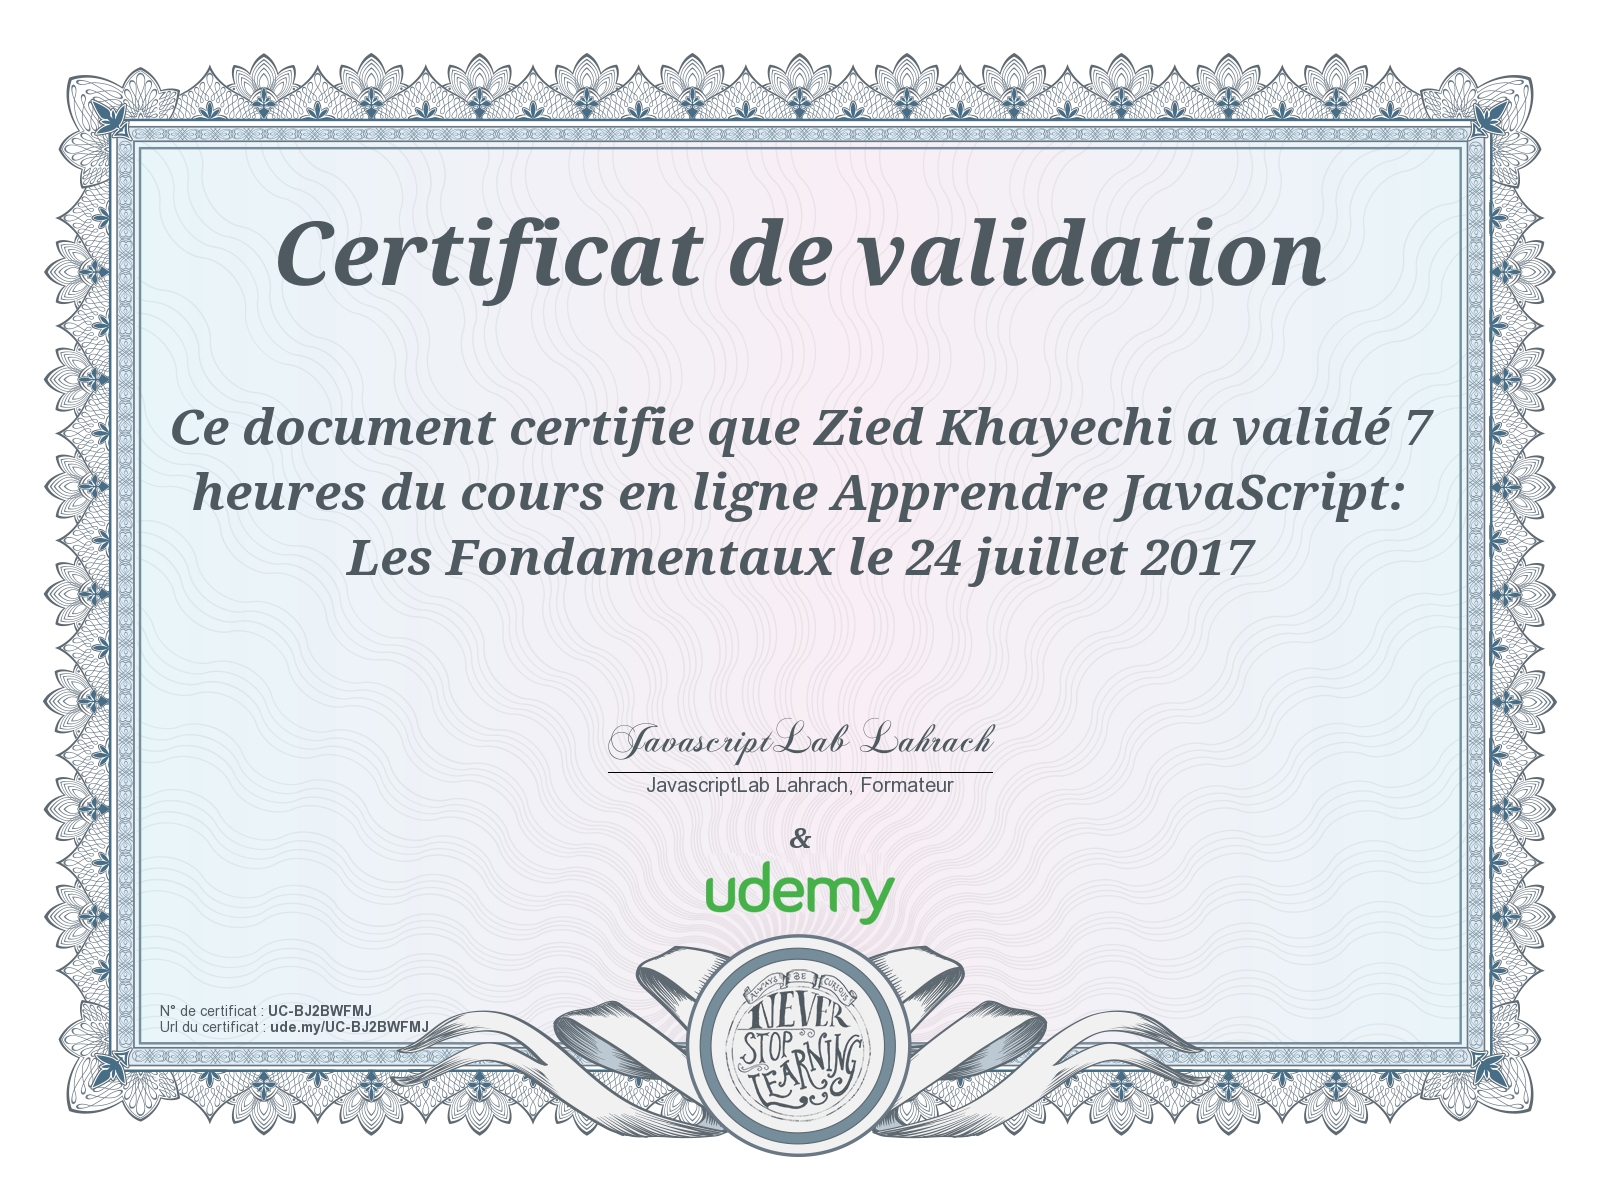 Certificat de validation
Ce document certifie que Zied Khayechi a validé 7
heures du cours en ligne Apprendre JavaScript:
Les Fondamentaux le 24 juillet 2017
JavascriptLab Lahrach
JavascriptLab Lahrach, Formateur
&
udemy
ALWAYS BE CURIOUS
NEVER
STOP
LEARNING
N° de certificat : UC-BJ2BWFMJ
Url du certificat : ude.my/UC-BJ2BWFMJ